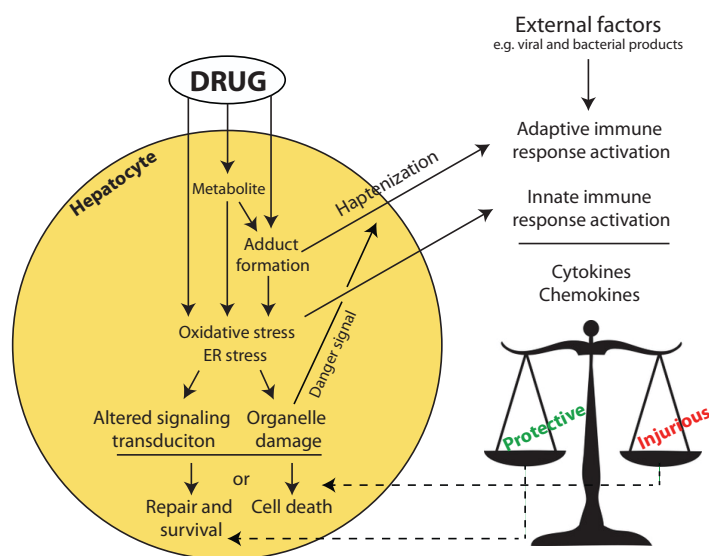 External factors
e.g. viral and bacterial products
DRUG
Hepatocyte
Adaptive immune
response activation
Metabolite
Haptenization
Innate immune
response activation
Adduct
formation
Cytokines
Chemokines
Oxidative stress
ER stress
Danger signal
Altered signaling
transduciton
Organelle
damage
Protective
Injurious
or
Repair and
survival
Cell death